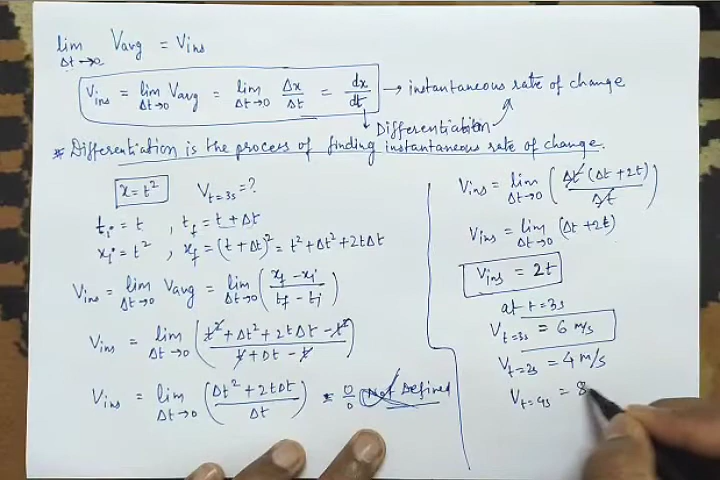 lim Δt→0 Vavg = Vins
Vins = lim Δt→0 Vavg = lim Δt→0 Δx/Δt = dx/dt → instantaneous rate of change
↓ Differentiation
* Differentiation is the process of finding instantaneous rate of change.
x = t² V t=3s = ?
ti = t , tf = t + Δt
xi = t² , xf = (t + Δt)² = t² + Δt² + 2tΔt
Vins = lim Δt→0 Vavg = lim Δt→0 (xf − xi / tf − ti)
Vins = lim Δt→0 (t² + Δt² + 2tΔt − t² / t + Δt − t)
Vins = lim Δt→0 (Δt² + 2tΔt / Δt) = 0/0 Not Defined
Vins = lim Δt→0 (Δt (Δt + 2t) / Δt)
Vins = lim Δt→0 (Δt + 2t)
Vins = 2t
at t = 3s
V t=3s = 6 m/s
V t=2s = 4 m/s
V t=4s = 8